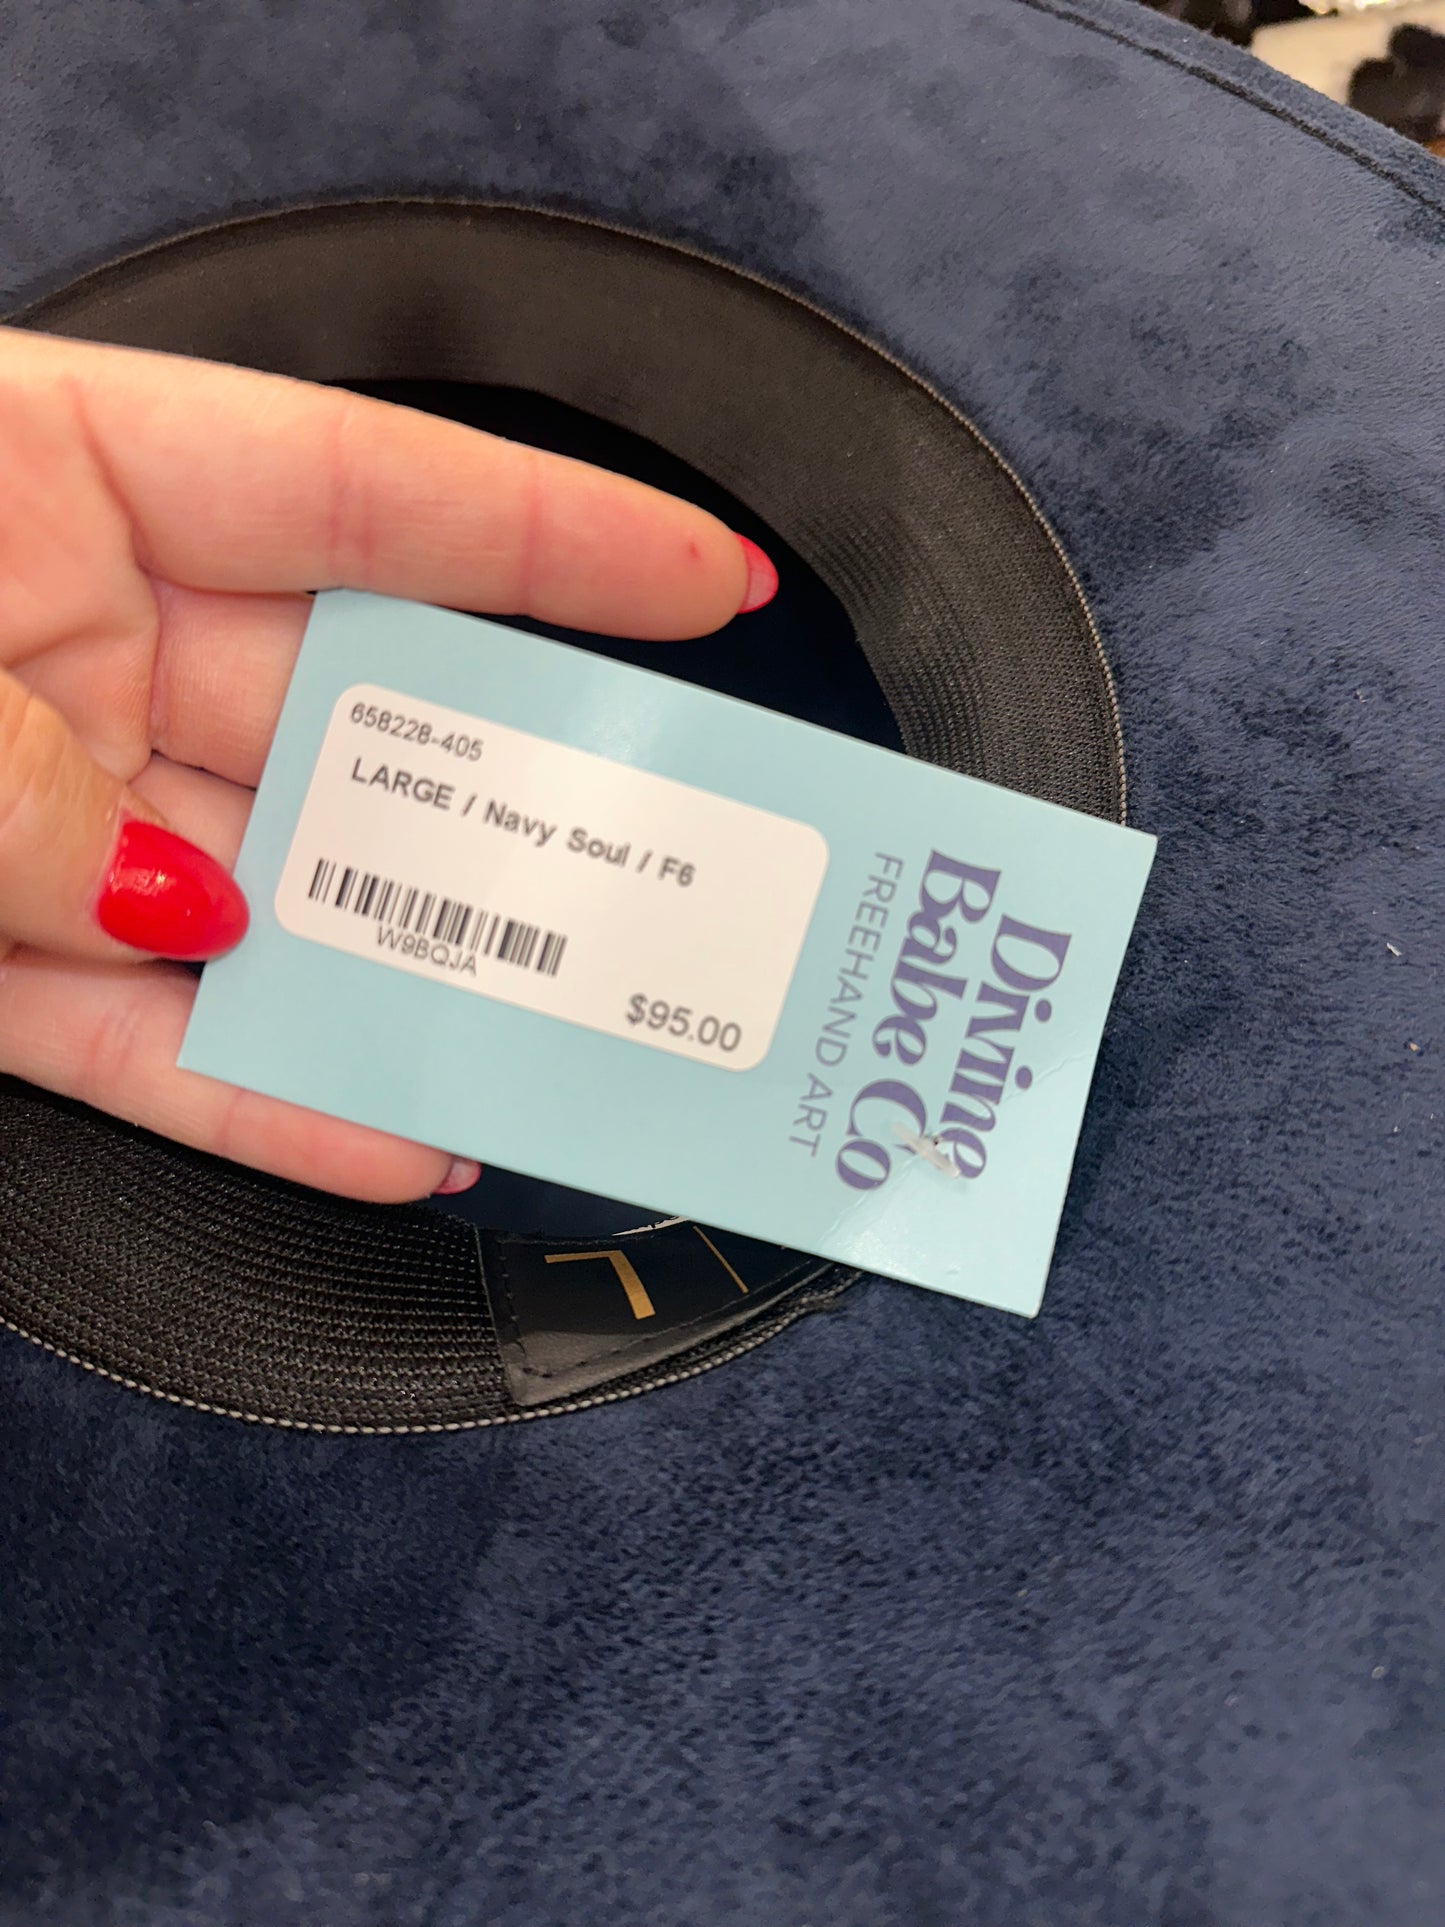 658228-405
LARGE / Navy Soul / F6
W9BQJA
$95.00
Divine
Babe Co
FREEHAND ART
L